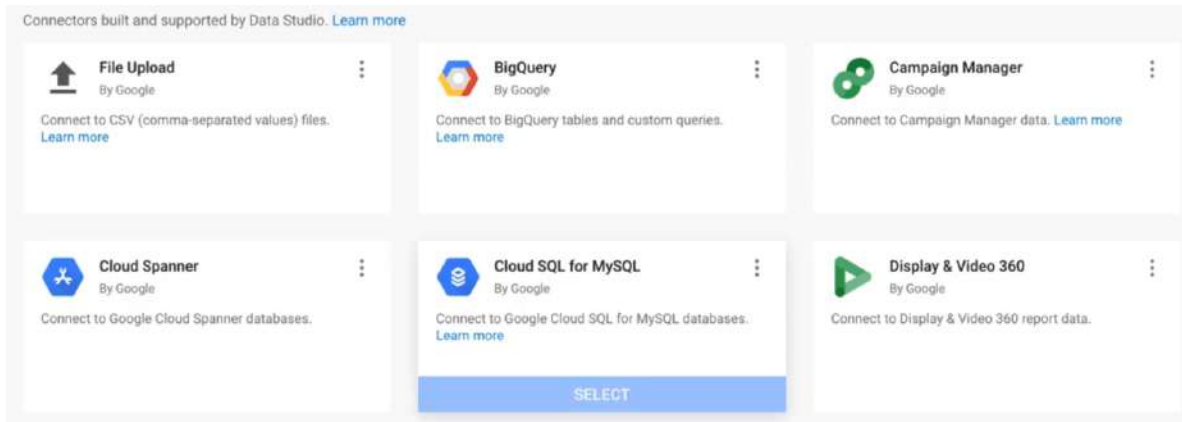 Connectors built and supported by Data Studio. Learn more
File Upload
By Google
Connect to CSV (comma-separated values) files.
Learn more
BigQuery
By Google
Connect to BigQuery tables and custom queries.
Learn more
Campaign Manager
By Google
Connect to Campaign Manager data. Learn more
Cloud Spanner
By Google
Connect to Google Cloud Spanner databases.
Cloud SQL for MySQL
By Google
Connect to Google Cloud SQL for MySQL databases.
Learn more
SELECT
Display & Video 360
By Google
Connect to Display & Video 360 report data.